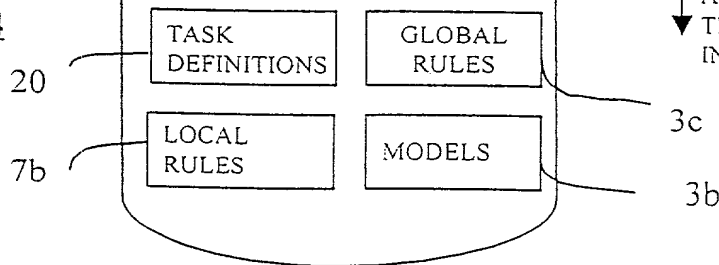 TASK
DEFINITIONS
GLOBAL
RULES
20
3c
LOCAL
RULES
MODELS
7b
3b